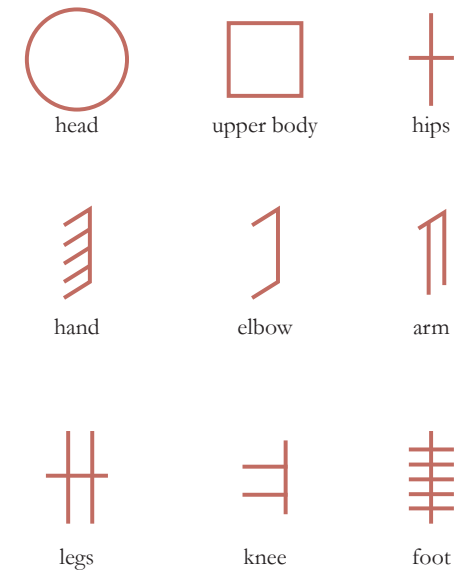 head
upper body
hips
hand
elbow
arm
legs
knee
foot